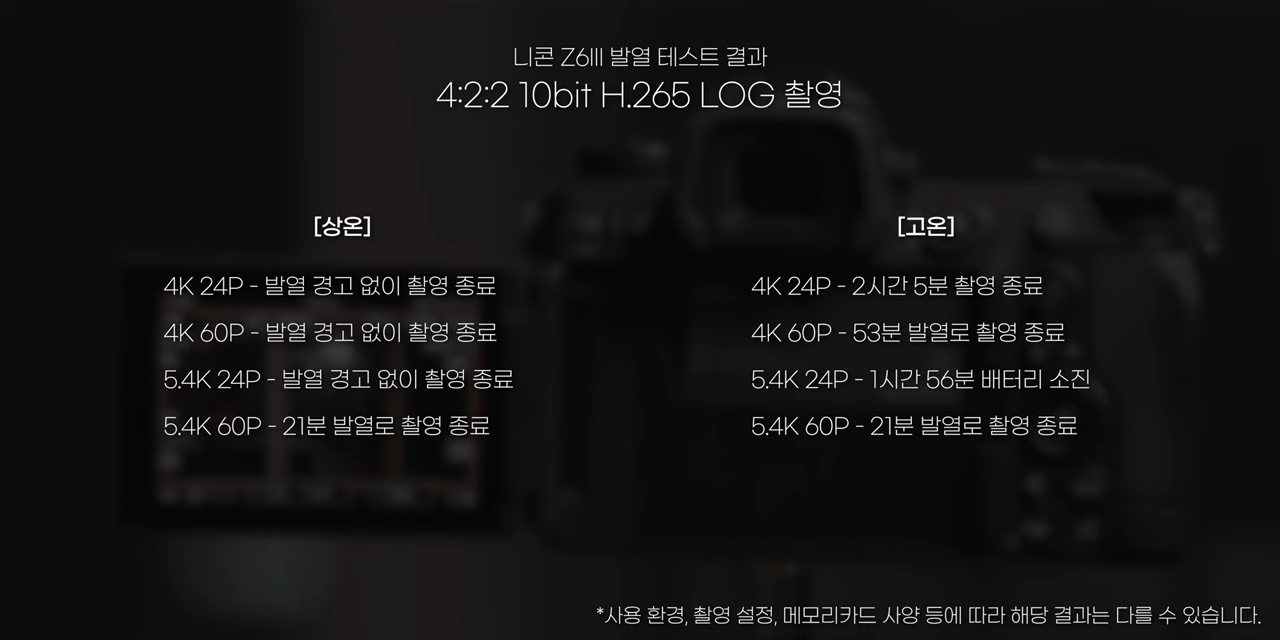 니콘 Z6III 발열 테스트 결과
4:2:2 10bit H.265 LOG 촬영
[상온]
4K 24P - 발열 경고 없이 촬영 종료
4K 60P - 발열 경고 없이 촬영 종료
5.4K 24P - 발열 경고 없이 촬영 종료
5.4K 60P - 21분 발열로 촬영 종료
[고온]
4K 24P - 2시간 5분 촬영 종료
4K 60P - 53분 발열로 촬영 종료
5.4K 24P - 1시간 56분 배터리 소진
5.4K 60P - 21분 발열로 촬영 종료
*사용 환경, 촬영 설정, 메모리카드 사양 등에 따라 해당 결과는 다를 수 있습니다.